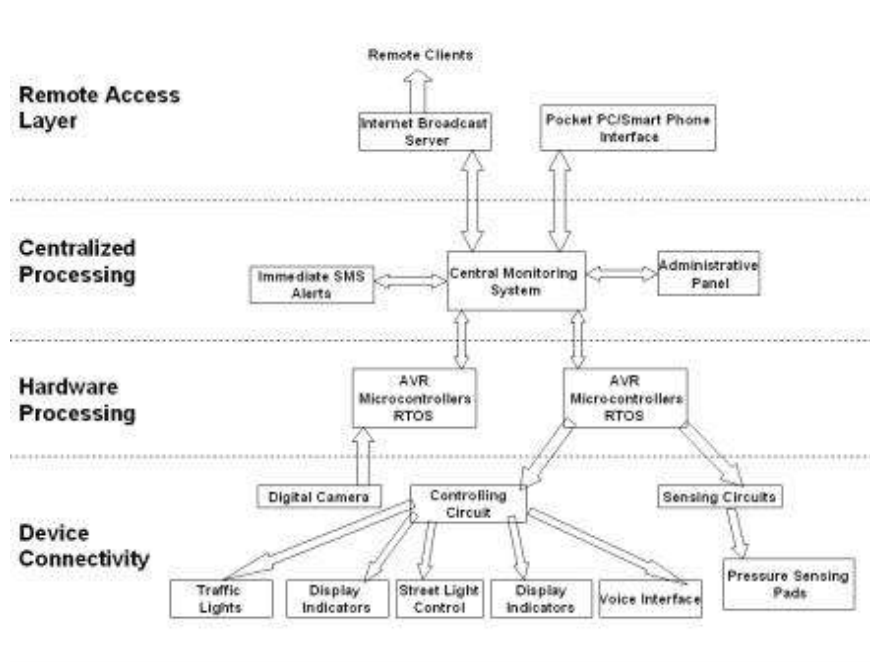 Remote Clients
Remote Access
Layer
Internet Broadcast
Server
Pocket PC/Smart Phone
Interface
Centralized
Processing
Immediate SMS
Alerts
Central Monitoring
System
Administrative
Panel
Hardware
Processing
AVR
Microcontrollers
RTOS
AVR
Microcontrollers
RTOS
Device
Connectivity
Digital Camera
Controlling
Circuit
Sensing Circuits
Traffic
Lights
Display
Indicators
Street Light
Control
Display
Indicators
Voice Interface
Pressure Sensing
Pads